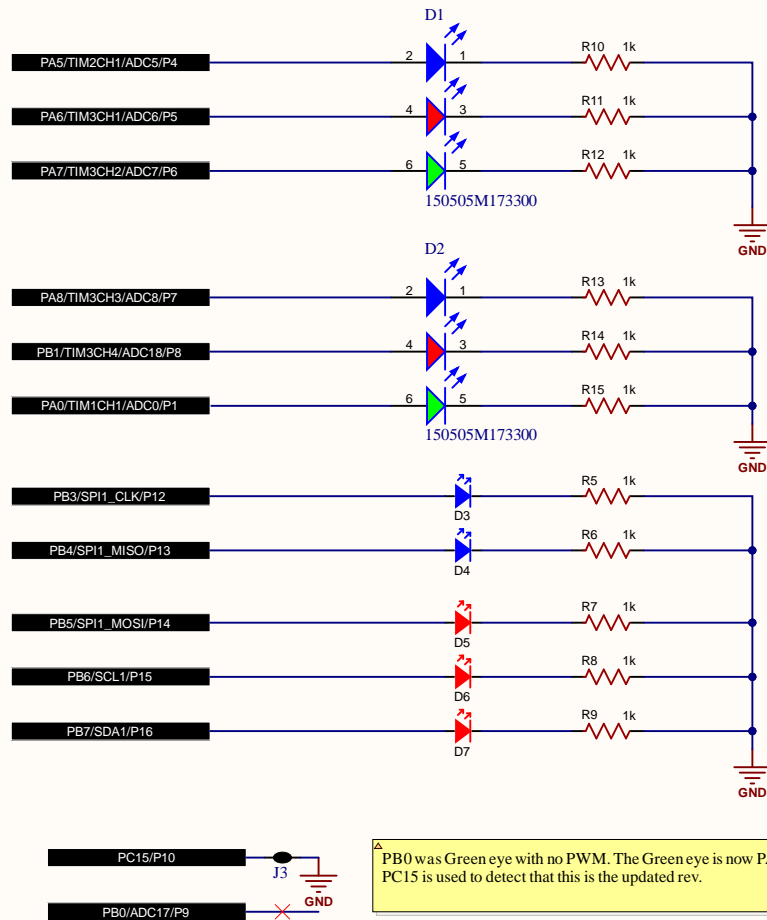 D1
PA5/TIM2CH1/ADC5/P4 2 1 R10 1k
PA6/TIM3CH1/ADC6/P5 4 3 R11 1k
PA7/TIM3CH2/ADC7/P6 6 5 R12 1k
150505M173300
GND
D2
PA8/TIM3CH3/ADC8/P7 2 1 R13 1k
PB1/TIM3CH4/ADC18/P8 4 3 R14 1k
PA0/TIM1CH1/ADC0/P1 6 5 R15 1k
150505M173300
GND
PB3/SPI1_CLK/P12 D3 R5 1k
PB4/SPI1_MISO/P13 D4 R6 1k
PB5/SPI1_MOSI/P14 D5 R7 1k
PB6/SCL1/P15 D6 R8 1k
PB7/SDA1/P16 D7 R9 1k
GND
PC15/P10 J3 GND
PB0/ADC17/P9
PB0 was Green eye with no PWM. The Green eye is now
PC15 is used to detect that this is the updated rev.